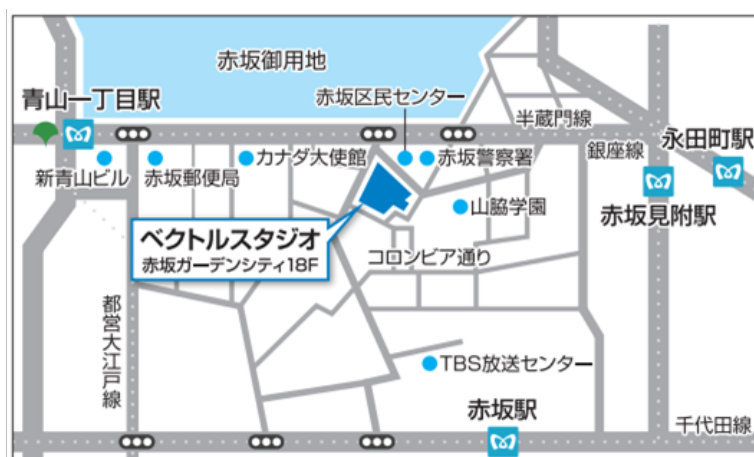 赤坂御用地
青山一丁目駅
赤坂区民センター
半蔵門線
永田町駅
新青山ビル
赤坂郵便局
カナダ大使館
赤坂警察署
銀座線
山脇学園
赤坂見附駅
ベクトルスタジオ
赤坂ガーデンシティ18F
コロンビア通り
都営大江戸線
TBS放送センター
赤坂駅
千代田線